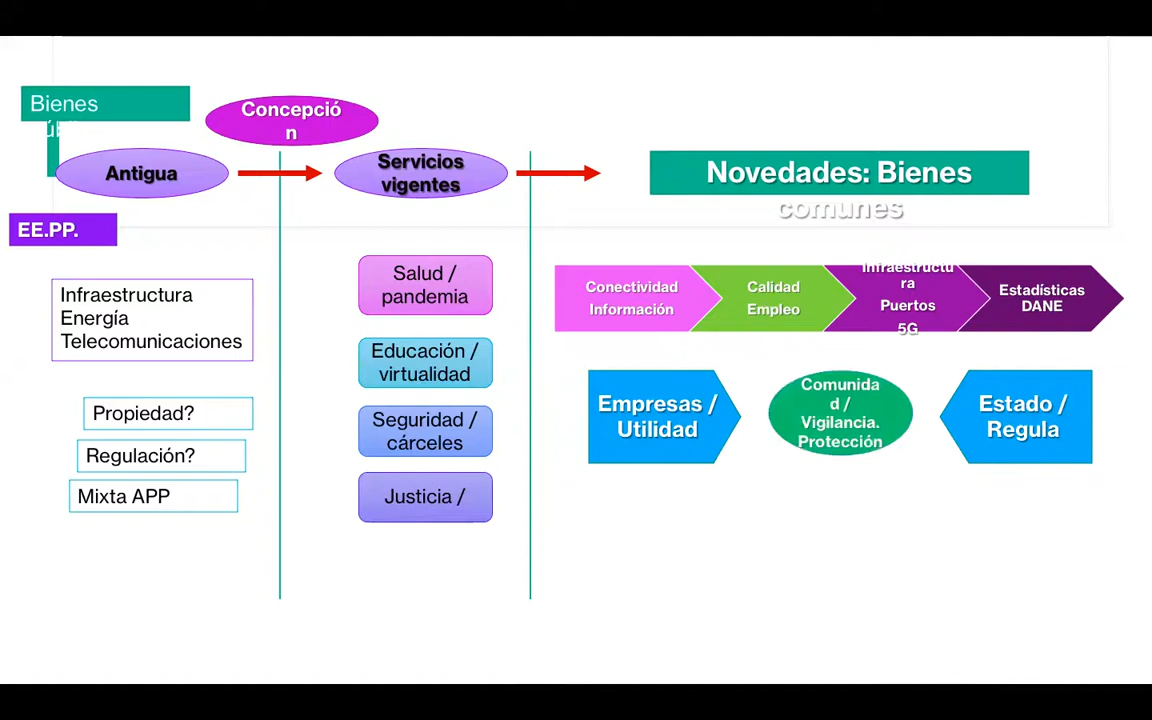 Bienes
Concepció
n
Antigua
Servicios
vigentes
Novedades: Bienes
comunes
EE.PP.
Infraestructura
Energía
Telecomunicaciones
Propiedad?
Regulación?
Mixta APP
Salud /
pandemia
Educación /
virtualidad
Seguridad /
cárceles
Justicia /
Conectividad
Información
Calidad
Empleo
Infraestructu
ra
Puertos
5G
Estadísticas
DANE
Empresas /
Utilidad
Comunida
d /
Vigilancia.
Protección
Estado /
Regula